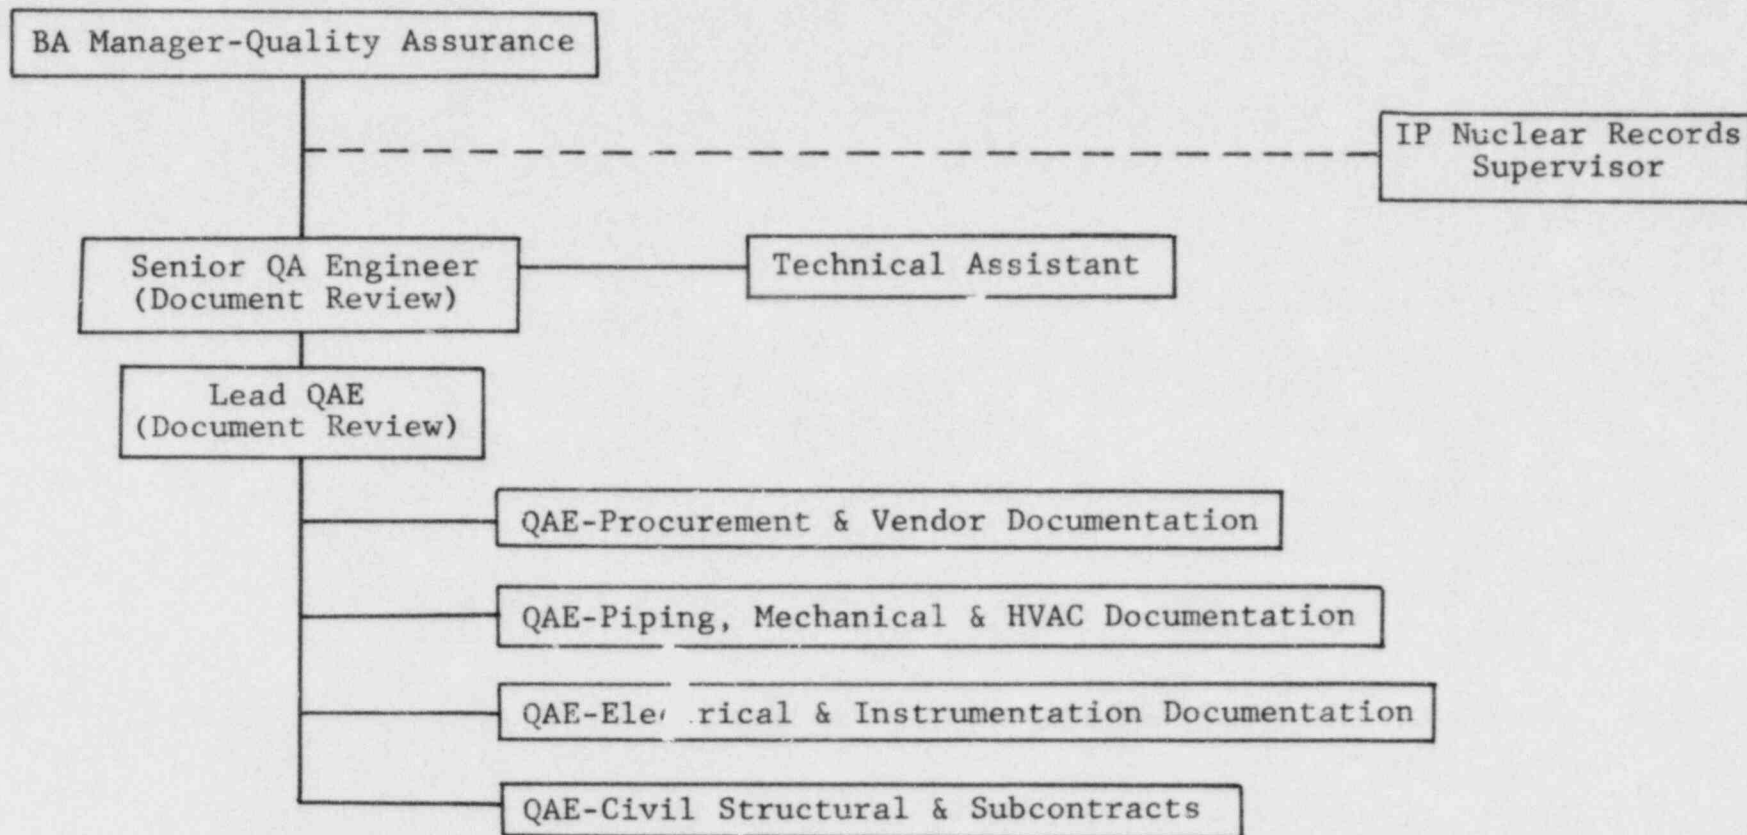 BA Manager-Quality Assurance
IP Nuclear Records
Supervisor
Senior QA Engineer
(Document Review)
Technical Assistant
Lead QAE
(Document Review)
QAE-Procurement & Vendor Documentation
QAE-Piping, Mechanical & HVAC Documentation
& Instrumentation Documentation
QAE-Civil Structural & Subcontracts